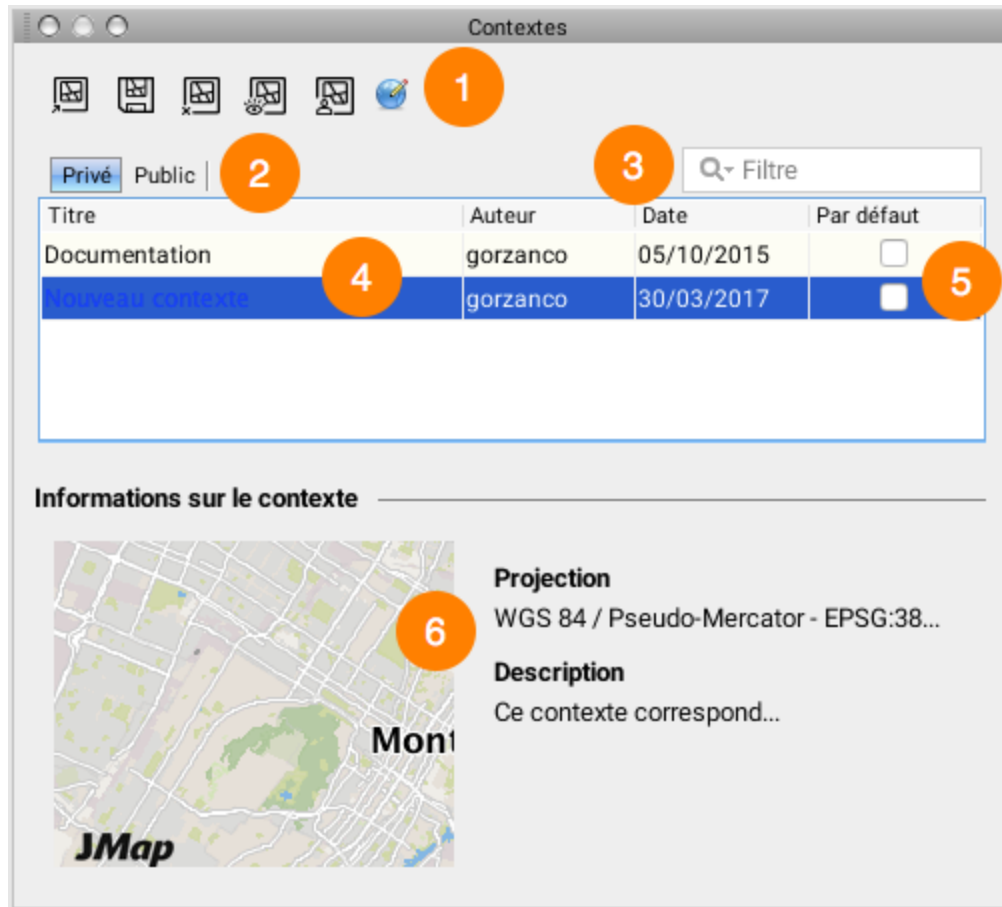 Contextes
1
Privé Public 2 3 Filtre
Titre Auteur Date Par défaut
Documentation gorzanco 05/10/2015
4 5
Nouveau contexte gorzanco 30/03/2017
Informations sur le contexte
Projection
6 WGS 84 / Pseudo-Mercator - EPSG:38...
Description
Ce contexte correspond...
Mont
JMap